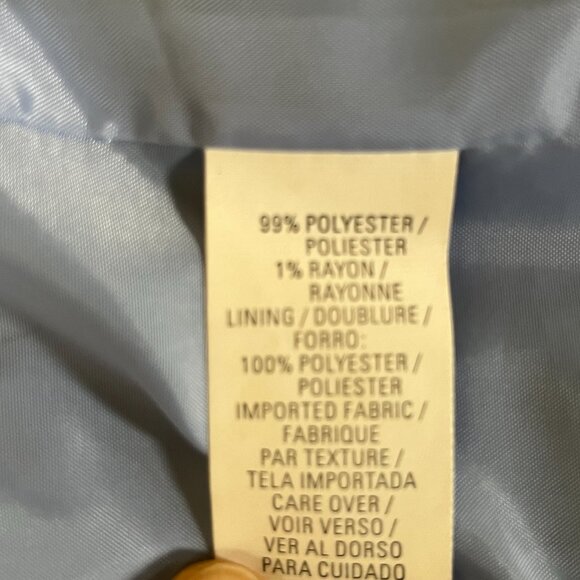 99% POLYESTER /
POLIESTER
1% RAYON /
RAYONNE
LINING / DOUBLURE /
FORRO:
100% POLYESTER /
POLIESTER
IMPORTED FABRIC /
FABRIQUE
PAR TEXTURE /
TELA IMPORTADA
CARE OVER /
VOIR VERSO /
VER AL DORSO
PARA CUIDADO